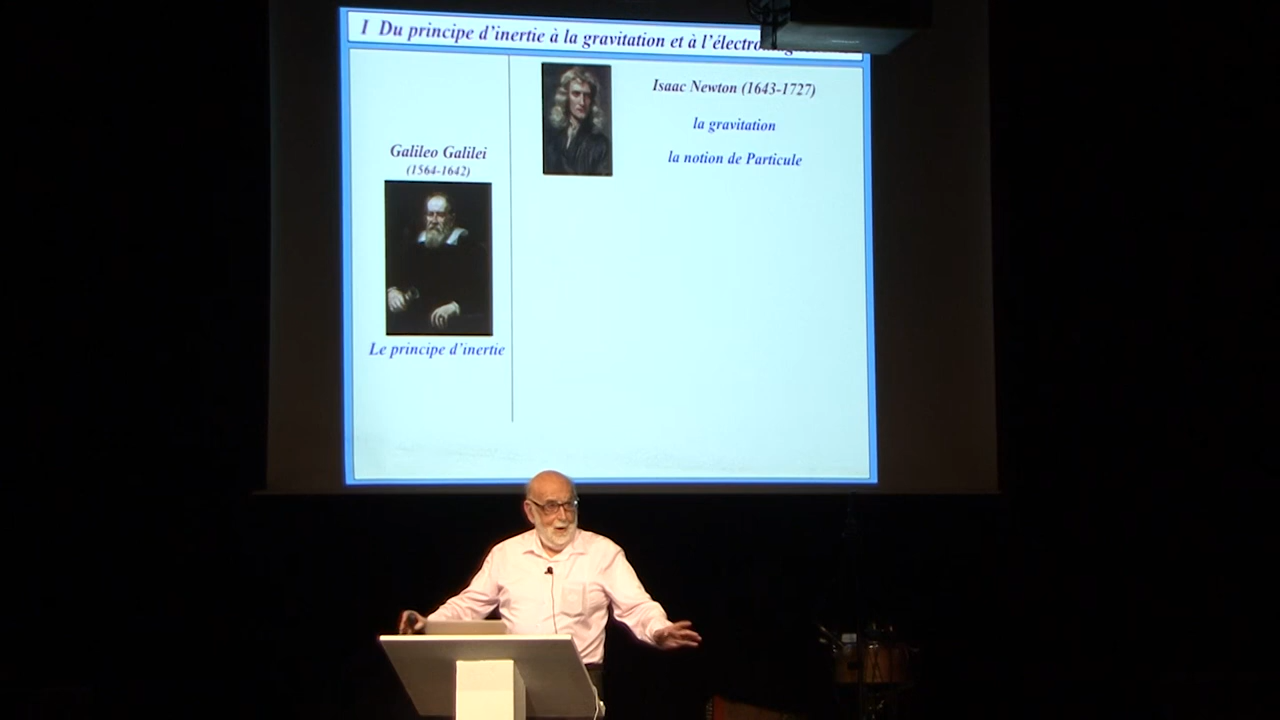 I Du principe d'inertie à la gravitation et à
Galileo Galilei
(1564-1642)
Le principe d'inertie
Isaac Newton (1643-1727)
la gravitation
la notion de Particule